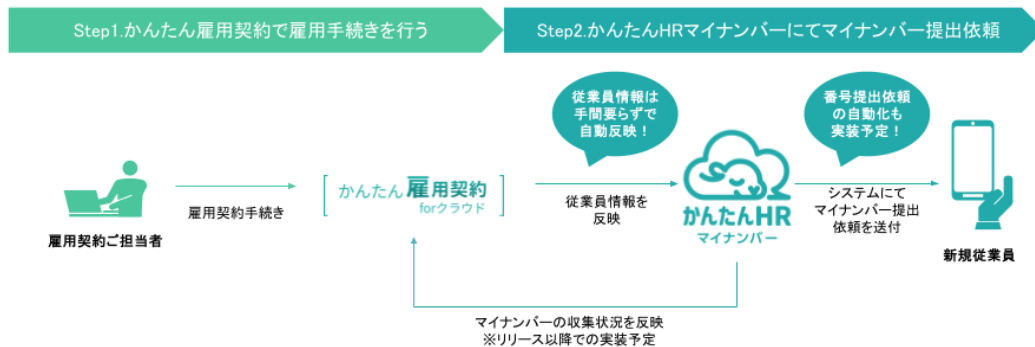 Step1.かんたん雇用契約で雇用手続きを行う
Step2.かんたんHRマイナンバーにてマイナンバー提出依頼
従業員情報は
手間要らずで
自動反映！
番号提出依頼
の自動化も
実装予定！
雇用契約手続き
雇用契約ご担当者
かんたん 雇用契約
forクラウド
従業員情報を
反映
かんたんHR
マイナンバー
システムにて
マイナンバー提出
依頼を送付
新規従業員
マイナンバーの収集状況を反映
※リリース以降での実装予定